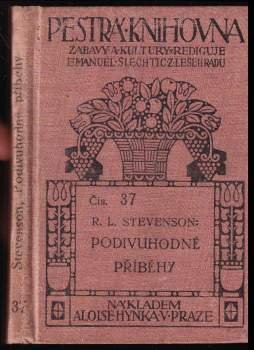 PESTRÁ·KNIHOVNA
ZÁBAVY·A·KULTURY·REDIGUJE
EMANUEL·ŠLECHTIC·Z·LEŠEHRADU
Čís. 37
R. L. STEVENSON:
PODIVUHODNÉ
PŘÍBĚHY
NÁKLADEM
ALOISE·HYNKA·V·PRAZE
Stevenson, Podivuhodné příběhy
37